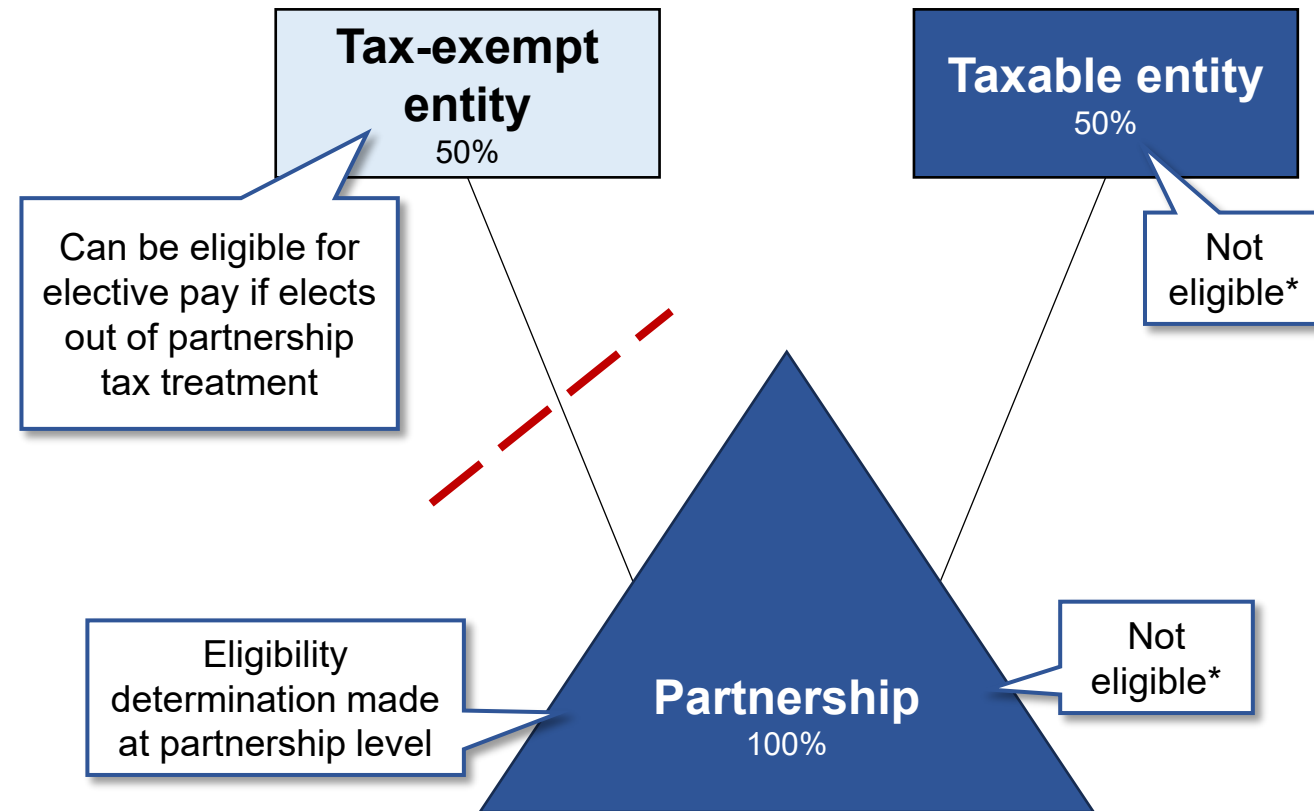 Tax-exempt
entity
50%
Taxable entity
50%
Can be eligible for
elective pay if elects
out of partnership
tax treatment
Not
eligible*
Eligibility
determination made
at partnership level
Partnership
100%
Not
eligible*